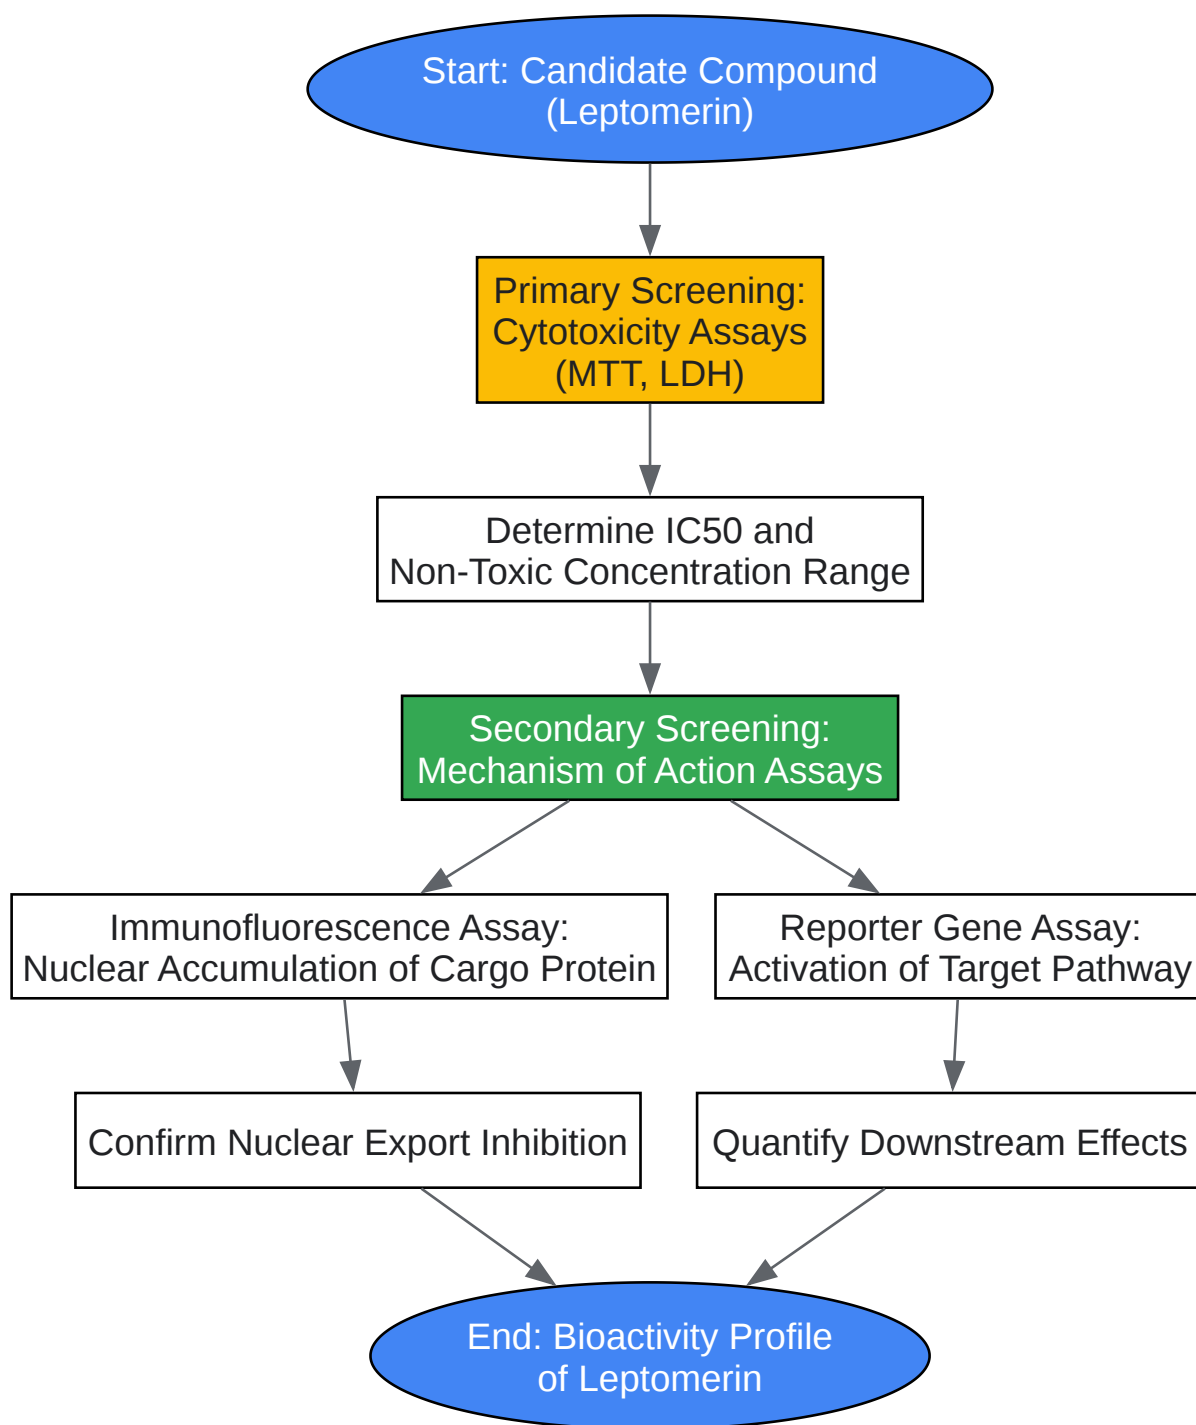 Start: Candidate Compound
(Leptomerin)
Primary Screening:
Cytotoxicity Assays
(MTT, LDH)
Determine IC50 and
Non-Toxic Concentration Range
Secondary Screening:
Mechanism of Action Assays
Immunofluorescence Assay:
Nuclear Accumulation of Cargo Protein
Reporter Gene Assay:
Activation of Target Pathway
Confirm Nuclear Export Inhibition
Quantify Downstream Effects
End: Bioactivity Profile
of Leptomerin